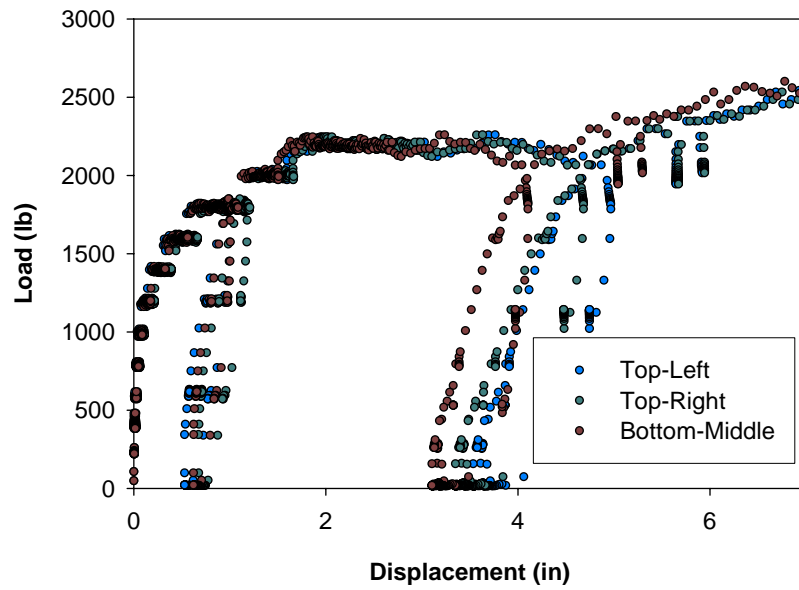 3000
2500
2000
1500
1000
500
0
Load (lb)
0 2 4 6
Displacement (in)
Top-Left
Top-Right
Bottom-Middle